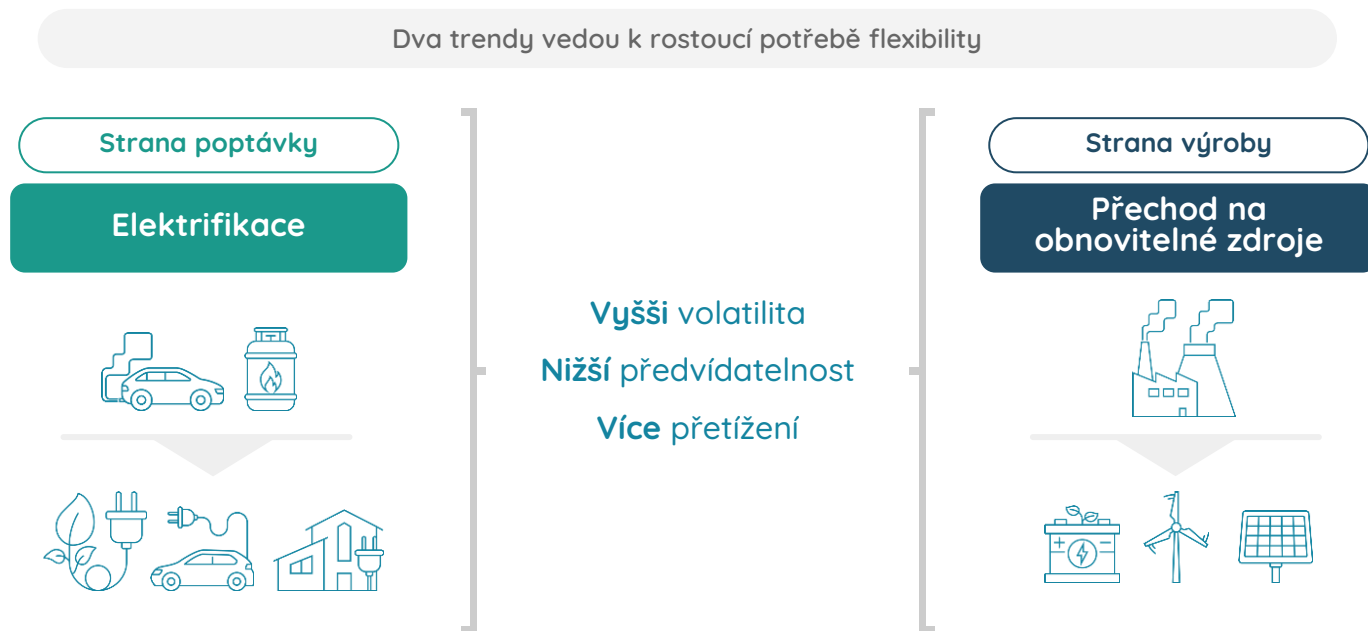 Dva trendy vedou k rostoucí potřebě flexibility
Strana poptávky
Elektrifikace
Vyšši volatilita
Nižší předvídatelnost
Více přetížení
Strana výroby
Přechod na
obnovitelné zdroje